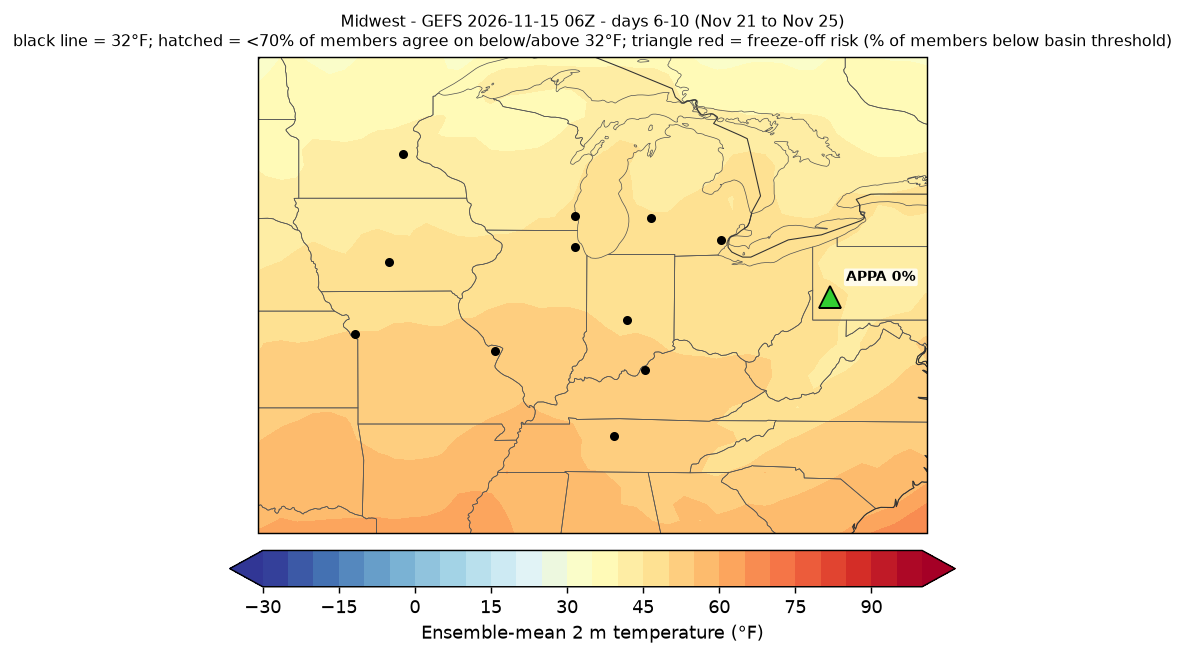 Midwest - GEFS 2026-11-15 06Z - days 6-10 (Nov 21 to Nov 25)
black line = 32°F; hatched = <70% of members agree on below/above 32°F; triangle red = freeze-off risk (% of members below basin threshold)
APPA 0%
−30 −15 0 15 30 45 60 75 90
Ensemble-mean 2 m temperature (°F)